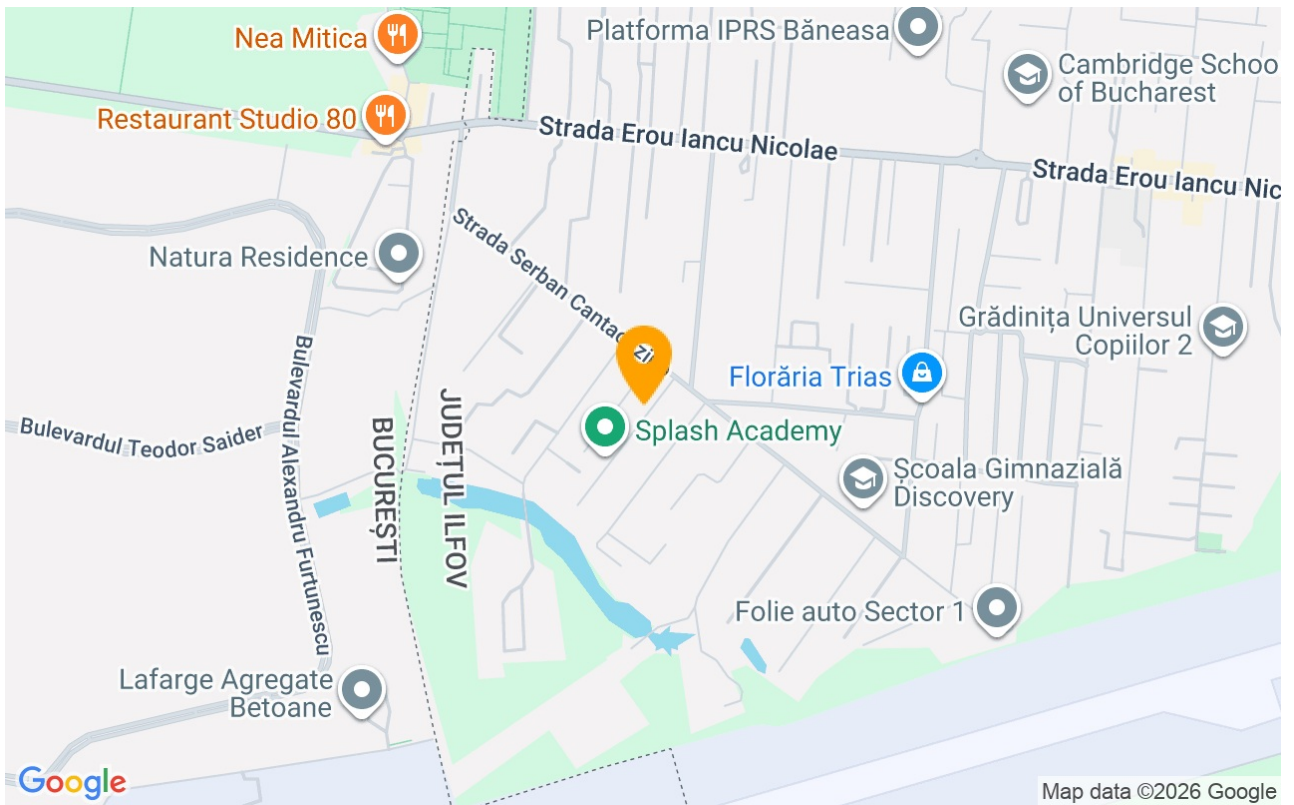 Nea Mitica
Platforma IPRS Băneasa
Cambridge Schoo
of Bucharest
Restaurant Studio 80
Strada Erou Iancu Nicolae
Strada Erou Iancu Nic
Strada Serban Cantac
zi
Natura Residence
Grădinița Universul
Copiilor 2
Florăria Trias
Bulevardul Alexandru Furtunescu
Bulevardul Teodor Saider
BUCUREȘTI
JUDEȚUL ILFOV
Splash Academy
Școala Gimnazială
Discovery
Folie auto Sector 1
Lafarge Agregate
Betoane
Google
Map data ©2026 Google